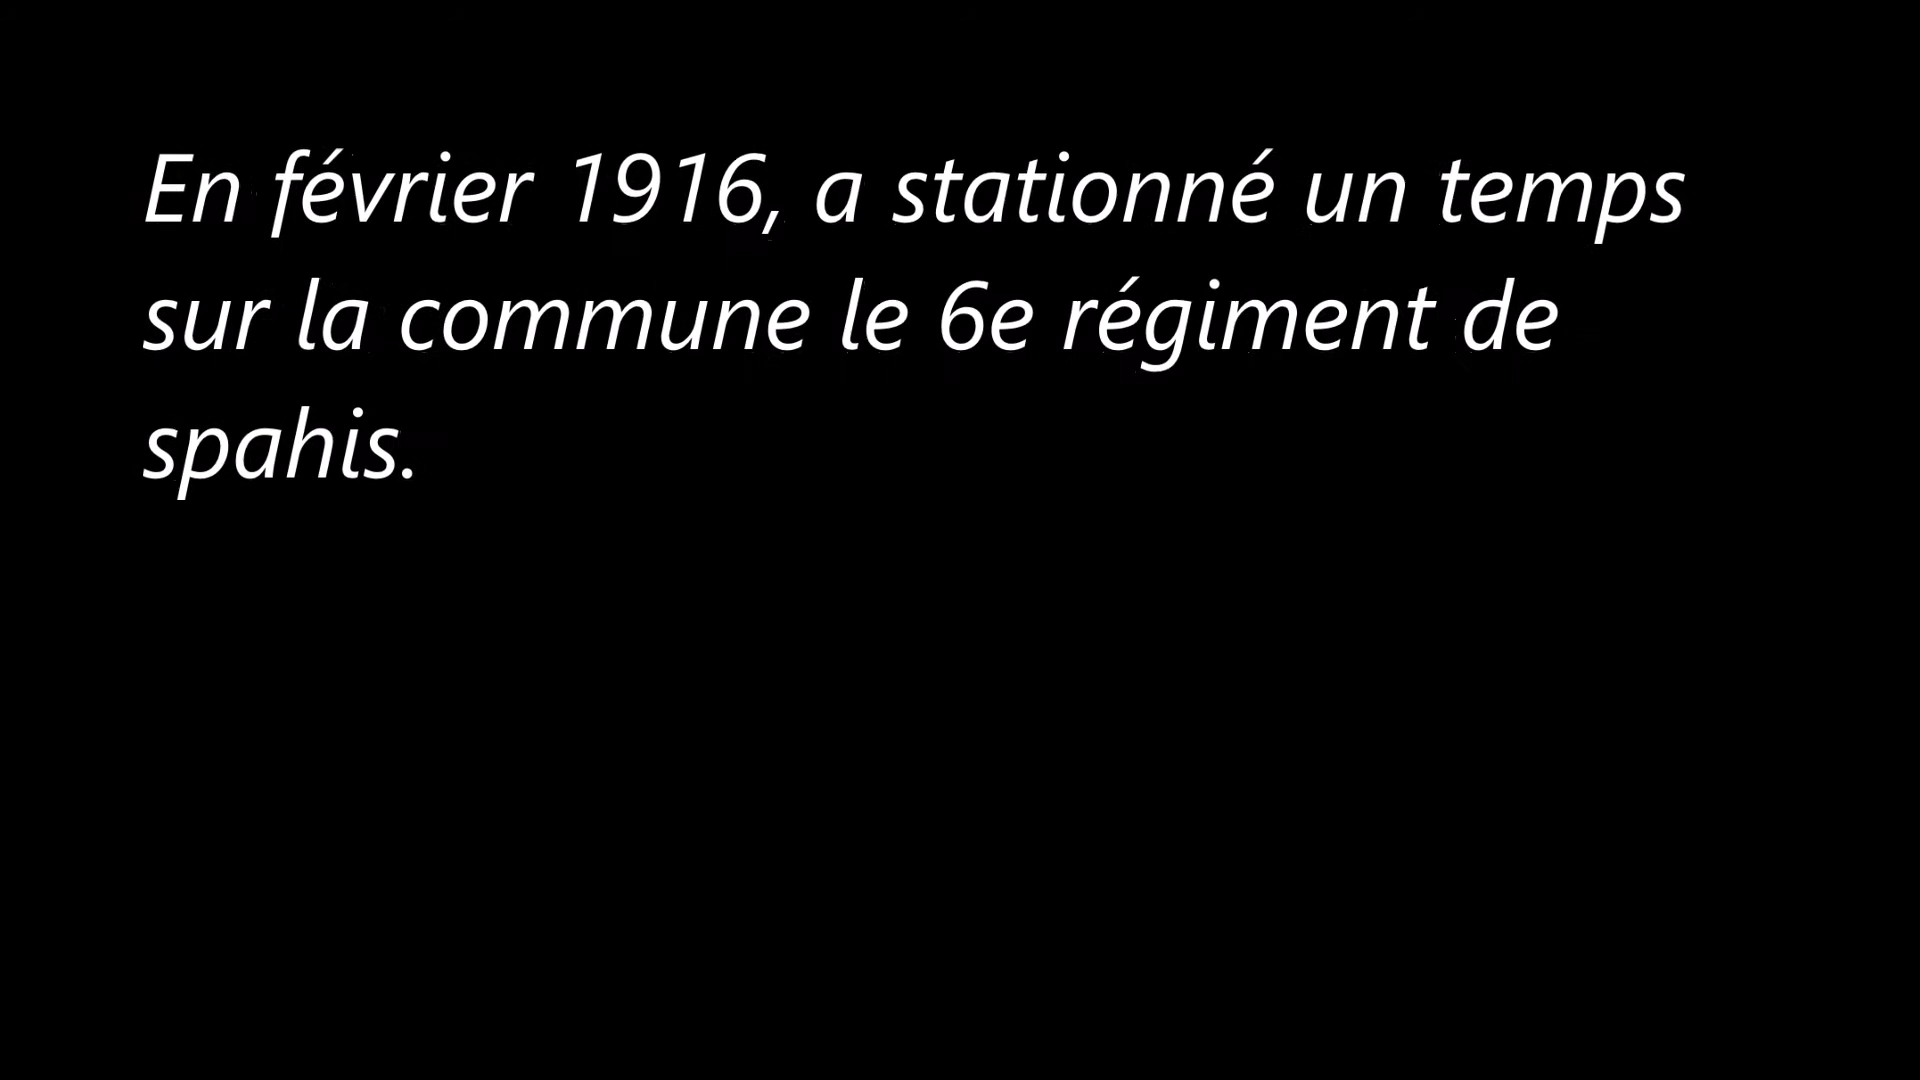 En février 1916, a stationné un temps
sur la commune le 6e régiment de
spahis.